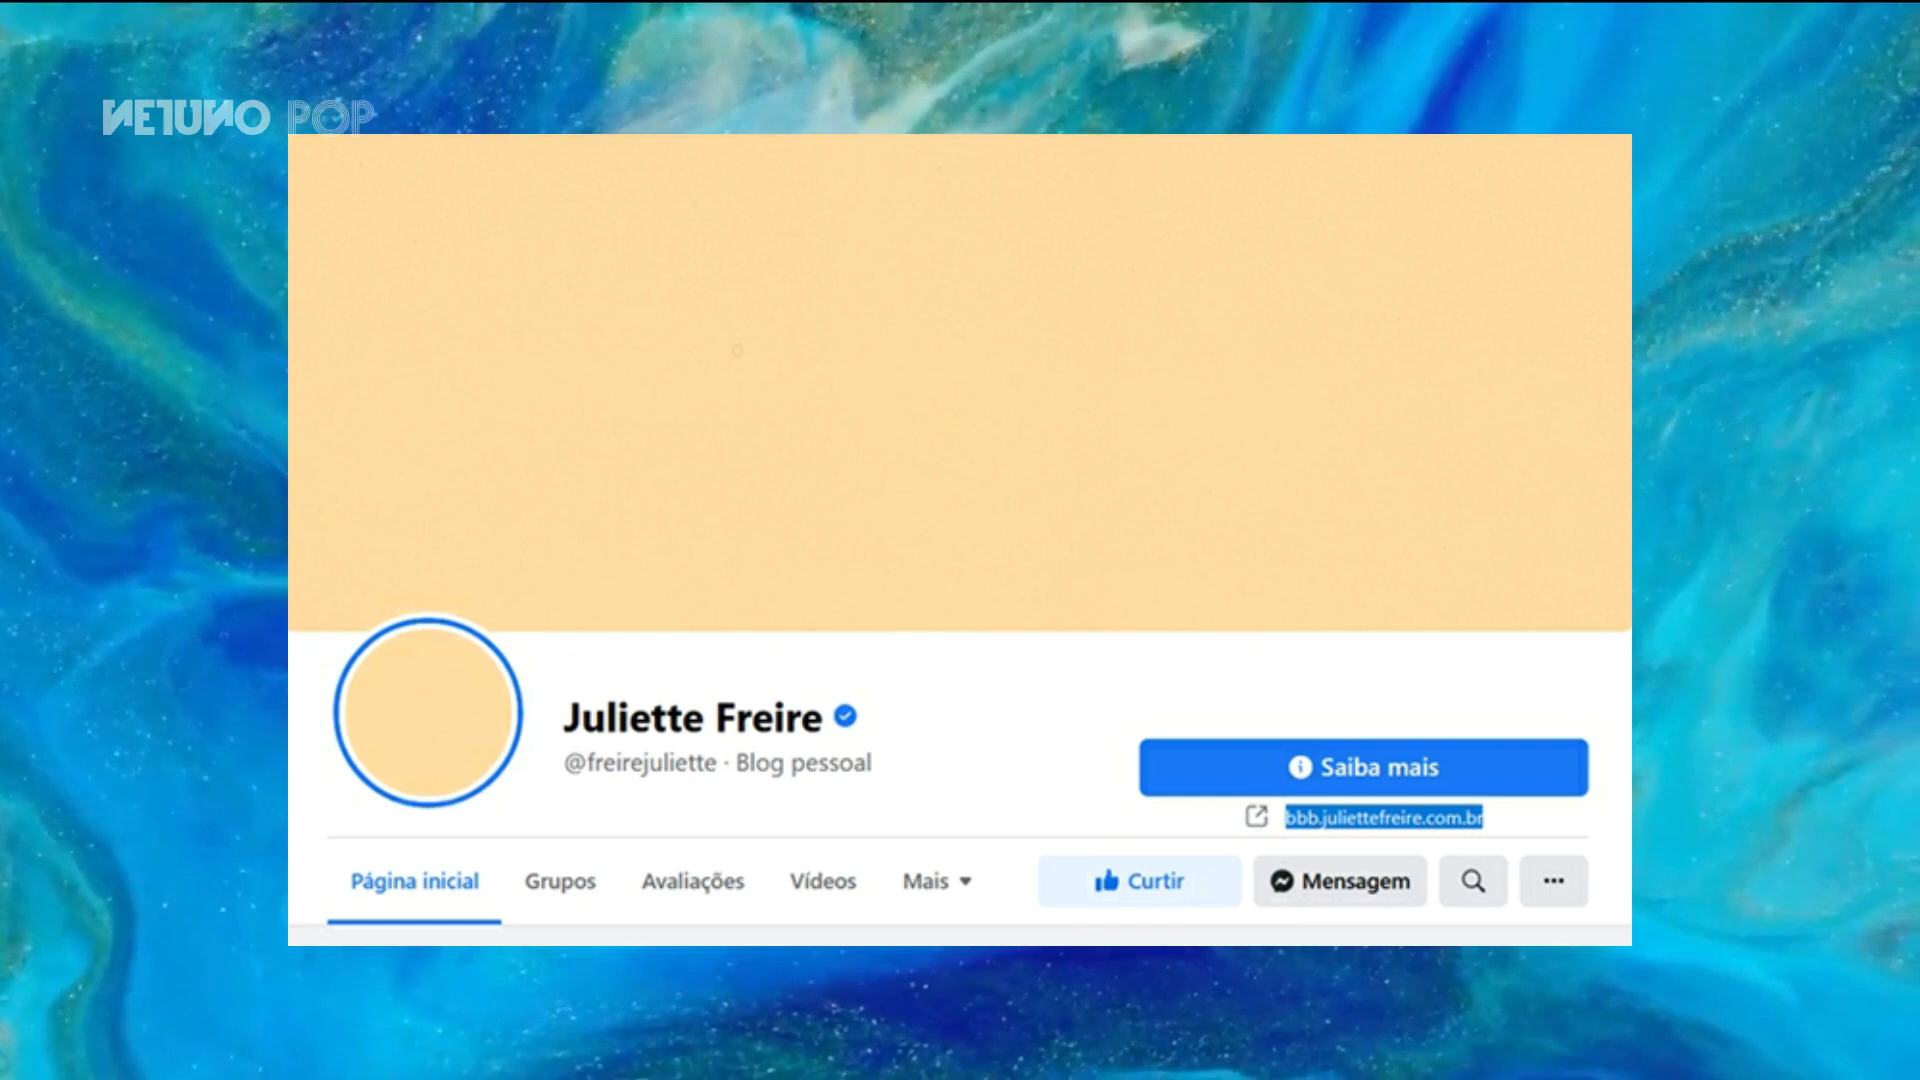 NETUNO POP
Juliette Freire
@freirejuliette · Blog pessoal
Saiba mais
bbb.juliettefreire.com.br
Página inicial Grupos Avaliações Vídeos Mais Curtir Mensagem